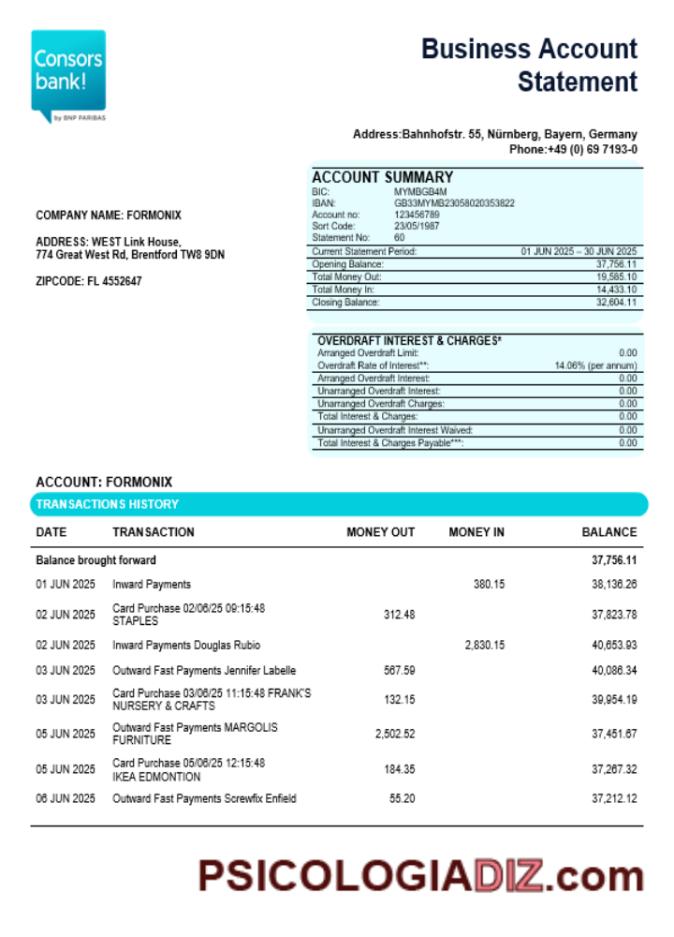 Consors
bank!
by BNP PARIBAS
Business Account
Statement
Address:Bahnhofstr. 55, Nürnberg, Bayern, Germany
Phone:+49 (0) 69 7193-0
COMPANY NAME: FORMONIX
ADDRESS: WEST Link House,
774 Great West Rd, Brentford TW8 9DN
ZIPCODE: FL 4552647
ACCOUNT SUMMARY
BIC: MYMBGB4M
IBAN: GB33MYMB23058020353822
Account no: 123456789
Sort Code: 23/05/1987
Statement No: 60
Current Statement Period: 01 JUN 2025 – 30 JUN 2025
Opening Balance: 37,756.11
Total Money Out: 19,585.10
Total Money In: 14,433.10
Closing Balance: 32,604.11
OVERDRAFT INTEREST & CHARGES*
Arranged Overdraft Limit: 0.00
Overdraft Rate of Interest**: 14.06% (per annum)
Arranged Overdraft Interest: 0.00
Unarranged Overdraft Interest: 0.00
Unarranged Overdraft Charges: 0.00
Total Interest & Charges: 0.00
Unarranged Overdraft Interest Waived: 0.00
Total Interest & Charges Payable***: 0.00
ACCOUNT: FORMONIX
TRANSACTIONS HISTORY
DATE TRANSACTION MONEY OUT MONEY IN BALANCE
Balance brought forward 37,756.11
01 JUN 2025 Inward Payments 380.15 38,136.26
02 JUN 2025 Card Purchase 02/06/25 09:15:48 312.48 37,823.78
STAPLES
02 JUN 2025 Inward Payments Douglas Rubio 2,830.15 40,653.93
03 JUN 2025 Outward Fast Payments Jennifer Labelle 567.59 40,086.34
03 JUN 2025 Card Purchase 03/06/25 11:15:48 FRANK'S 132.15 39,954.19
NURSERY & CRAFTS
05 JUN 2025 Outward Fast Payments MARGOLIS 2,502.52 37,451.67
FURNITURE
05 JUN 2025 Card Purchase 05/06/25 12:15:48 184.35 37,267.32
IKEA EDMONTION
06 JUN 2025 Outward Fast Payments Screwfix Enfield 55.20 37,212.12
PSICOLOGIADIZ.com